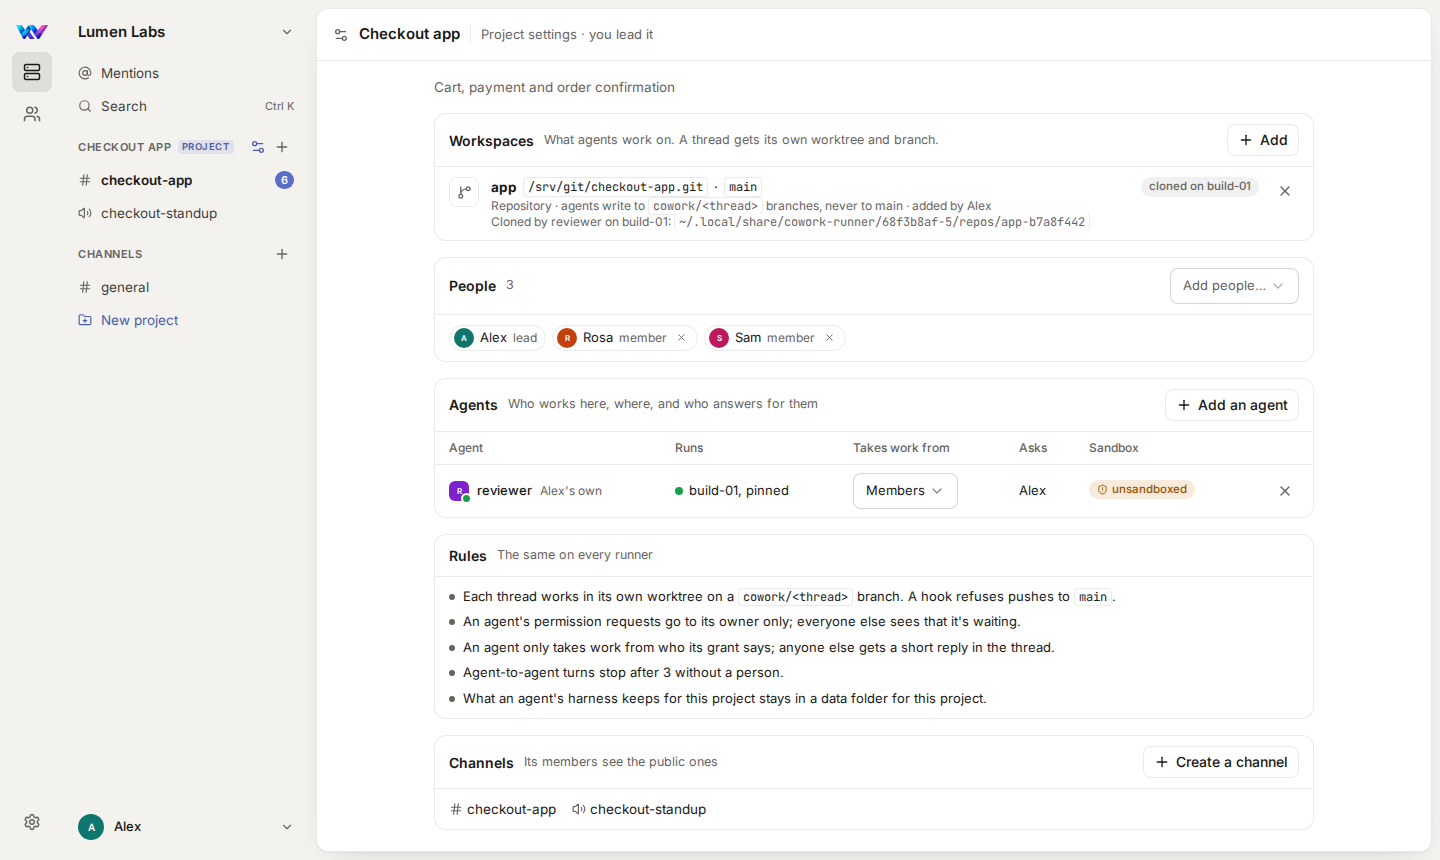 Lumen Labs
Mentions
Search Ctrl K
CHECKOUT APP PROJECT
checkout-app 6
checkout-standup
CHANNELS
general
New project
A Alex
Checkout app Project settings · you lead it
Cart, payment and order confirmation
Workspaces What agents work on. A thread gets its own worktree and branch. Add
app /srv/git/checkout-app.git · main cloned on build-01
Repository · agents write to cowork/<thread> branches, never to main · added by Alex
Cloned by reviewer on build-01: ~/.local/share/cowork-runner/68f3b8af-5/repos/app-b7a8f442
People 3 Add people...
A Alex lead R Rosa member S Sam member
Agents Who works here, where, and who answers for them Add an agent
Agent Runs Takes work from Asks Sandbox
R reviewer Alex's own build-01, pinned Members Alex unsandboxed
Rules The same on every runner
Each thread works in its own worktree on a cowork/<thread> branch. A hook refuses pushes to main.
An agent's permission requests go to its owner only; everyone else sees that it's waiting.
An agent only takes work from who its grant says; anyone else gets a short reply in the thread.
Agent-to-agent turns stop after 3 without a person.
What an agent's harness keeps for this project stays in a data folder for this project.
Channels Its members see the public ones Create a channel
checkout-app checkout-standup